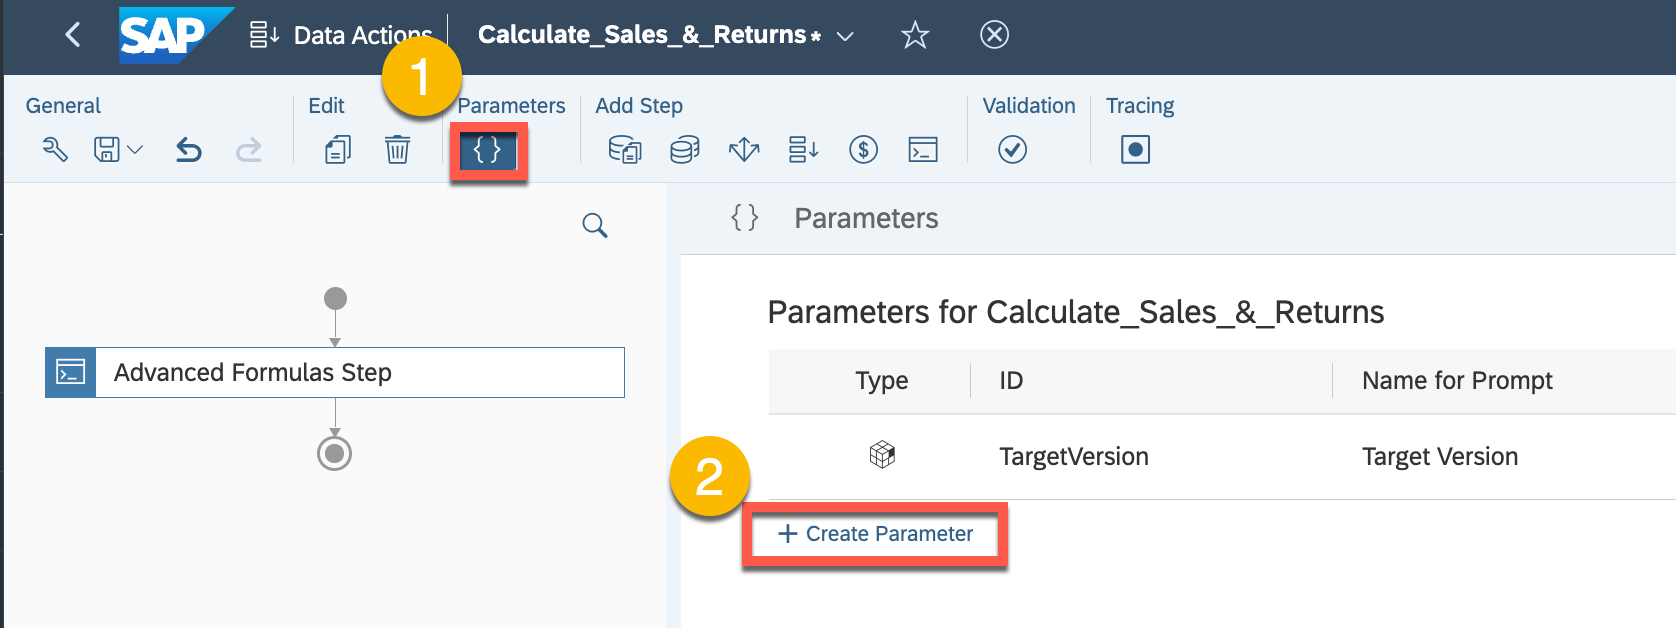 SAP Data Actions Calculate_Sales_&_Returns*
1
General Edit Parameters Add Step Validation Tracing
{} Parameters
Parameters for Calculate_Sales_&_Returns
Type ID Name for Prompt
Advanced Formulas Step
TargetVersion Target Version
2
+ Create Parameter